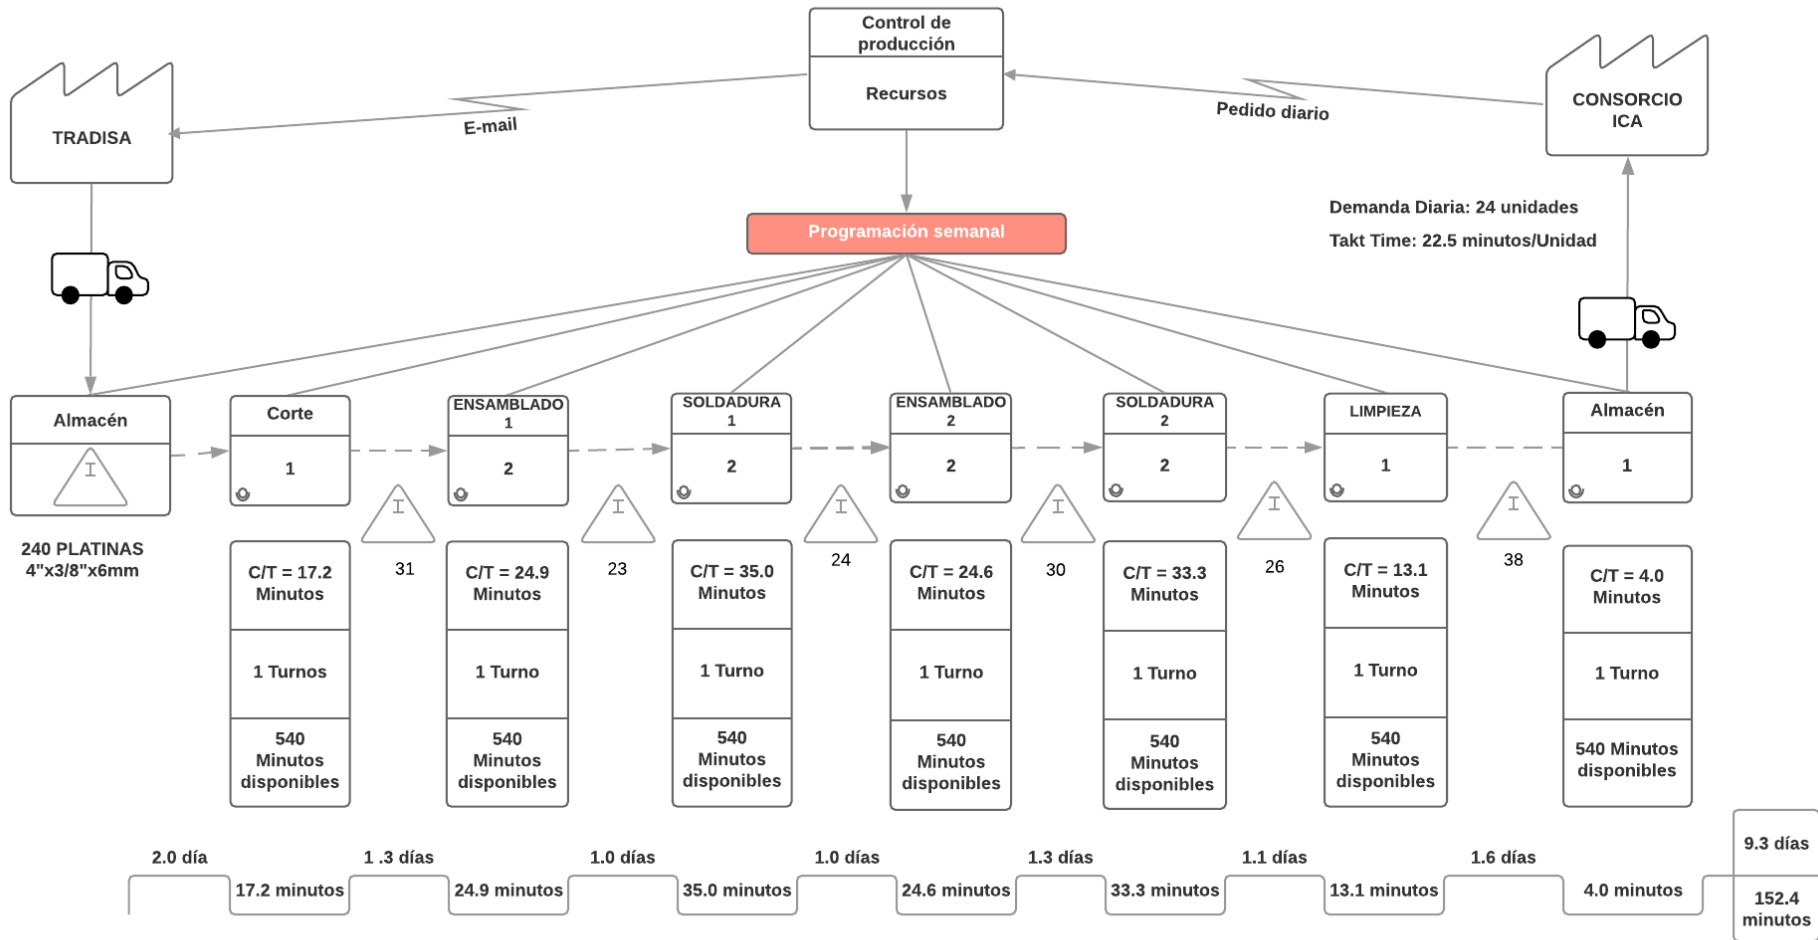 Control de
producción
Recursos
TRADISA
E-mail
Pedido diario
CONSORCIO
ICA
Demanda Diaria: 24 unidades
Takt Time: 22.5 minutos/Unidad
Programación semanal
Almacén
I
240 PLATINAS
4"x3/8"x6mm
Corte
1
ENSAMBLADO
1
2
SOLDADURA
1
2
ENSAMBLADO
2
2
SOLDADURA
2
2
LIMPIEZA
1
Almacén
1
I
31
I
23
I
24
I
30
I
26
I
38
C/T = 17.2
Minutos
1 Turnos
540
Minutos
disponibles
C/T = 24.9
Minutos
1 Turno
540
Minutos
disponibles
C/T = 35.0
Minutos
1 Turno
540
Minutos
disponibles
C/T = 24.6
Minutos
1 Turno
540
Minutos
disponibles
C/T = 33.3
Minutos
1 Turno
540
Minutos
disponibles
C/T = 13.1
Minutos
1 Turno
540
Minutos
disponibles
C/T = 4.0
Minutos
1 Turno
540 Minutos
disponibles
2.0 día
17.2 minutos
1 .3 días
24.9 minutos
1.0 días
35.0 minutos
1.0 días
24.6 minutos
1.3 días
33.3 minutos
1.1 días
13.1 minutos
1.6 días
4.0 minutos
9.3 días
152.4
minutos